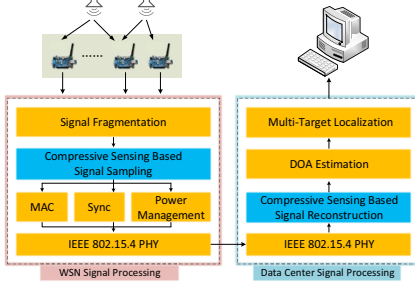 ......
Signal Fragmentation
Compressive Sensing Based
Signal Sampling
MAC
Sync
Power
Management
IEEE 802.15.4 PHY
WSN Signal Processing
Multi-Target Localization
DOA Estimation
Compressive Sensing Based
Signal Reconstruction
IEEE 802.15.4 PHY
Data Center Signal Processing